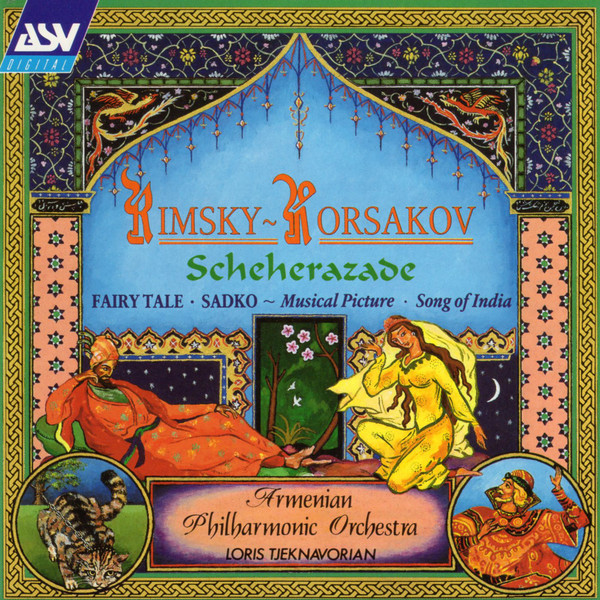 ASV
DIGITAL
RIMSKY~KORSAKOV
Scheherazade
FAIRY TALE · SADKO ~ Musical Picture · Song of India
Armenian
Philharmonic Orchestra
LORIS TJEKNAVORIAN